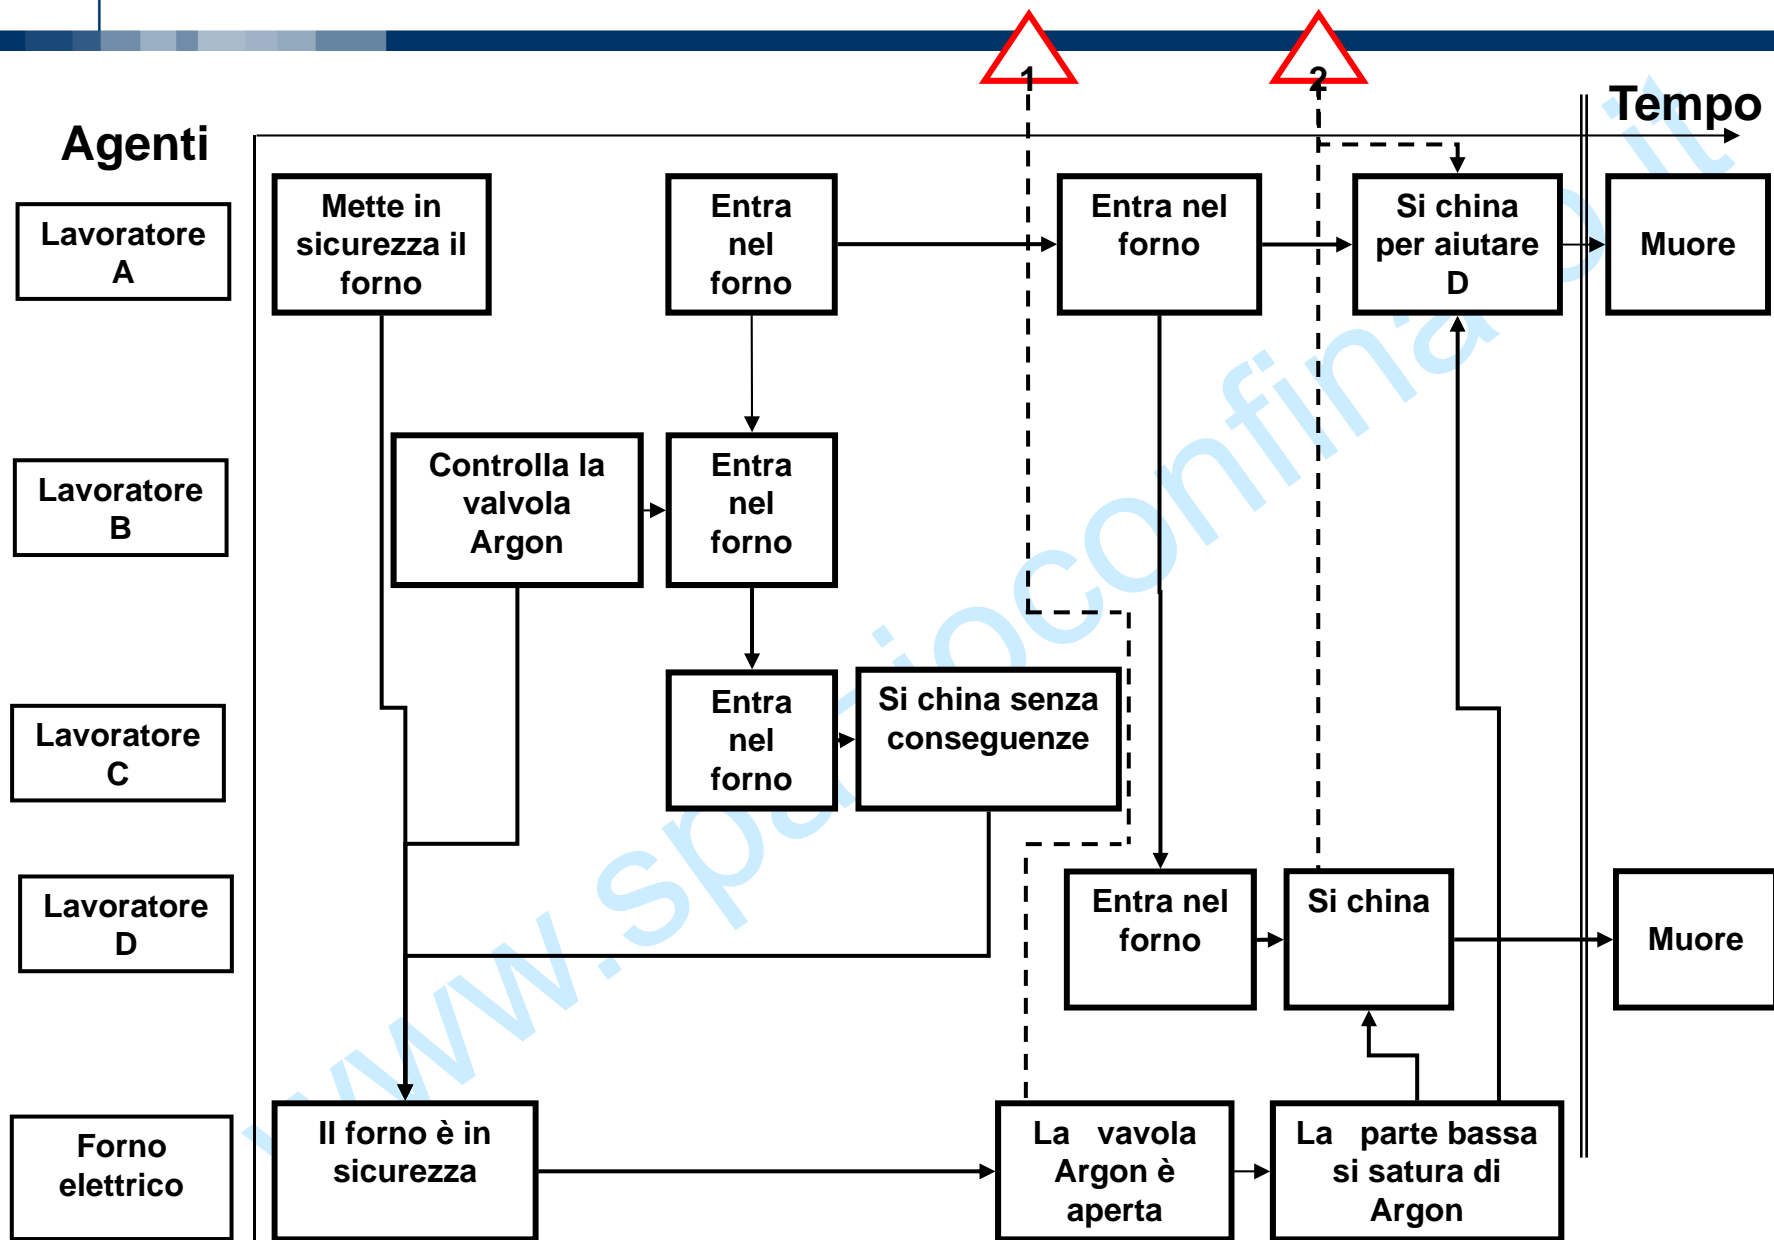 1
2
Tempo
Agenti
Lavoratore
A
Mette in
sicurezza il
forno
Entra
nel
forno
Entra nel
forno
Si china
per aiutare
D
Muore
Lavoratore
B
Controlla la
valvola
Argon
Entra
nel
forno
Lavoratore
C
Entra
nel
forno
Si china senza
conseguenze
Lavoratore
D
Entra nel
forno
Si china
Muore
Forno
elettrico
Il forno è in
sicurezza
La vavola
Argon è
aperta
La parte bassa
si satura di
Argon
www.spazioconfinato.it